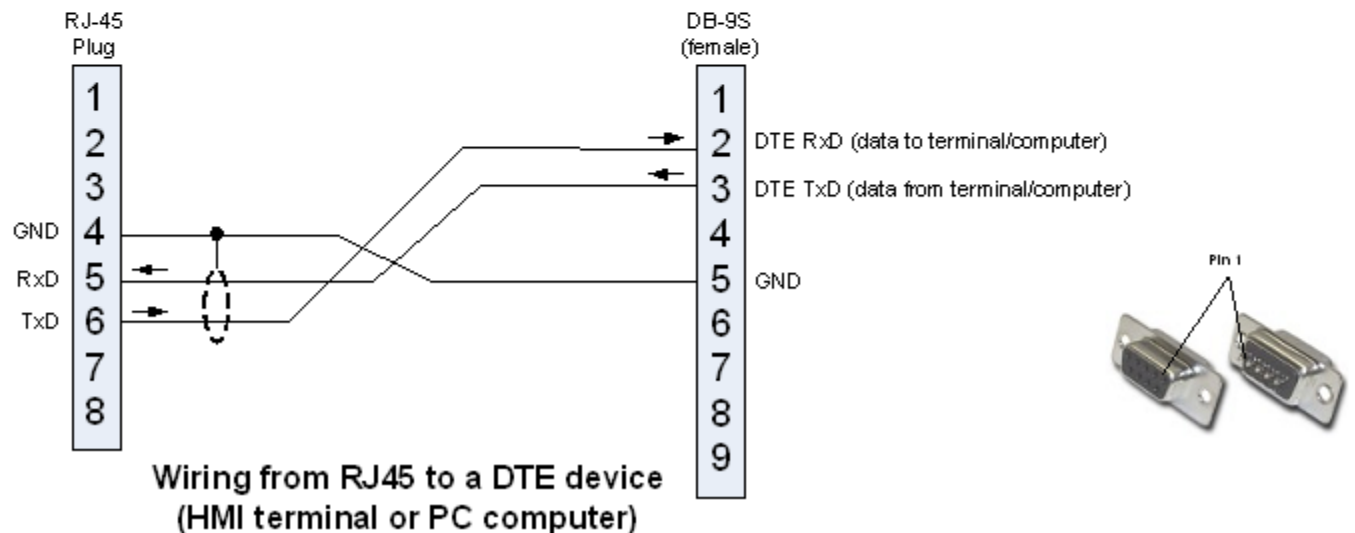 RJ-45
Plug
1
2
3
GND 4
RxD 5
TxD 6
7
8
DB-9S
(female)
1
2 DTE RxD (data to terminal/computer)
3 DTE TxD (data from terminal/computer)
4
5 GND
6
7
8
9
Pin 1
Wiring from RJ45 to a DTE device
(HMI terminal or PC computer)